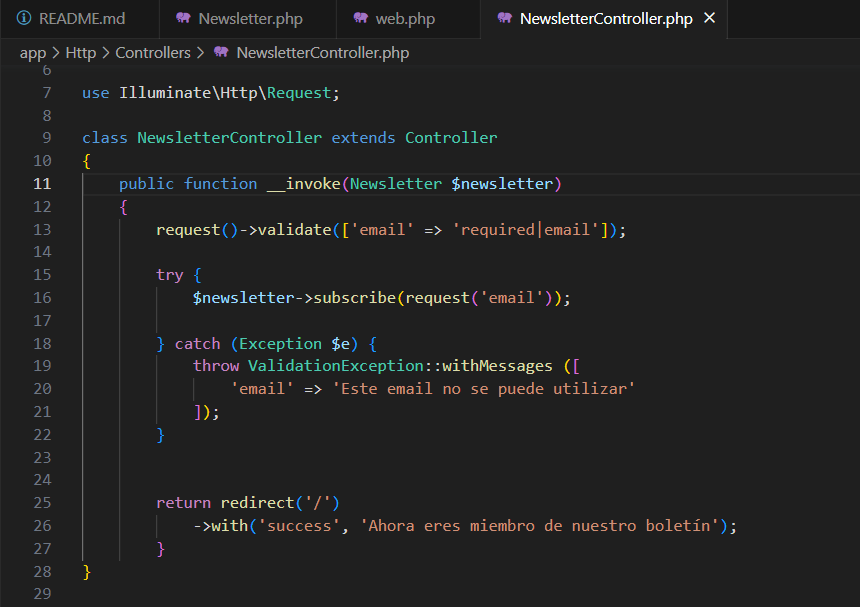 README.md Newsletter.php web.php NewsletterController.php
app > Http > Controllers > NewsletterController.php
6
7 use Illuminate\Http\Request;
8
9 class NewsletterController extends Controller
10 {
11 public function __invoke(Newsletter $newsletter)
12 {
13 request()->validate(['email' => 'required|email']);
14
15 try {
16 $newsletter->subscribe(request('email'));
17
18 } catch (Exception $e) {
19 throw ValidationException::withMessages ([
20 'email' => 'Este email no se puede utilizar'
21 ]);
22 }
23
24
25 return redirect('/')
26 ->with('success', 'Ahora eres miembro de nuestro boletín');
27 }
28 }
29